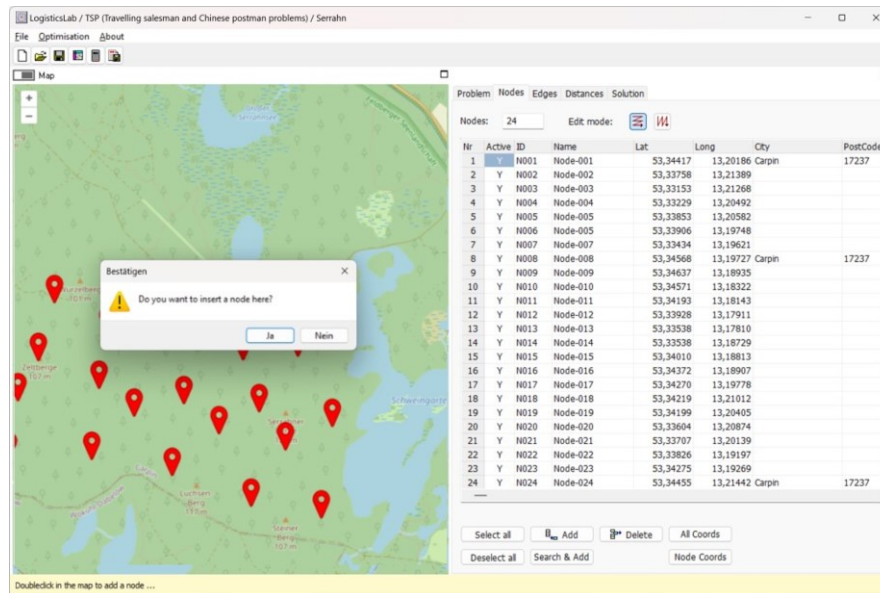 LogisticsLab / TSP (Travelling salesman and Chinese postman problems) / Serrahn
File Optimisation About
Map
+
−
Bestätigen
Do you want to insert a node here?
Ja Nein
107 m
Serrahner
Schweingarten
Luchsen
Berg
Steiner
Berg
107 m
Problem Nodes Edges Distances Solution
Nodes: 24 Edit mode:
Nr Active ID Name Lat Long City PostCode
1 Y N001 Node-001 53,34417 13,20186 Carpin 17237
2 Y N002 Node-002 53,33758 13,21389
3 Y N003 Node-003 53,33153 13,21268
4 Y N004 Node-004 53,33229 13,20492
5 Y N005 Node-005 53,33853 13,20582
6 Y N006 Node-006 53,33906 13,19748
7 Y N007 Node-007 53,33434 13,19621
8 Y N008 Node-008 53,34568 13,19727 Carpin 17237
9 Y N009 Node-009 53,34637 13,18935
10 Y N010 Node-010 53,34571 13,18322
11 Y N011 Node-011 53,34193 13,18143
12 Y N012 Node-012 53,33928 13,17911
13 Y N013 Node-013 53,33538 13,17810
14 Y N014 Node-014 53,33538 13,18729
15 Y N015 Node-015 53,34010 13,18813
16 Y N016 Node-016 53,34372 13,18907
17 Y N017 Node-017 53,34270 13,19778
18 Y N018 Node-018 53,34219 13,21012
19 Y N019 Node-019 53,34199 13,20405
20 Y N020 Node-020 53,33604 13,20874
21 Y N021 Node-021 53,33707 13,20139
22 Y N022 Node-022 53,33826 13,19197
23 Y N023 Node-023 53,34275 13,19269
24 Y N024 Node-024 53,34455 13,21442 Carpin 17237
Select all Add Delete All Coords
Deselect all Search & Add Node Coords
Doubleclick in the map to add a node ...